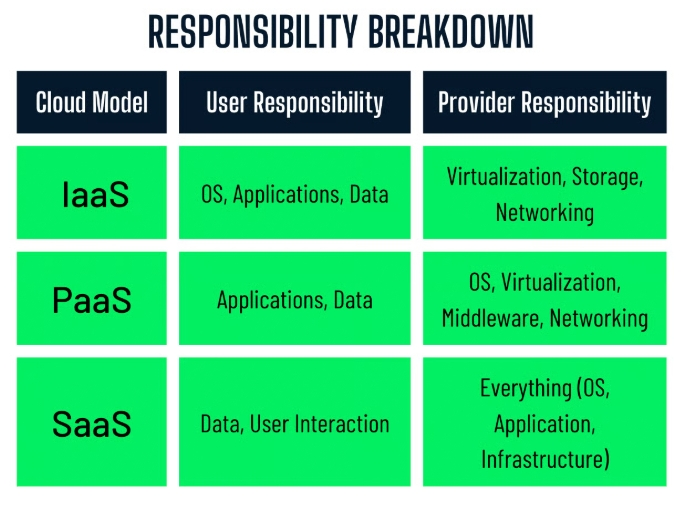 RESPONSIBILITY BREAKDOWN
Cloud Model
User Responsibility
Provider Responsibility
IaaS
OS, Applications, Data
Virtualization, Storage,
Networking
PaaS
Applications, Data
OS, Virtualization,
Middleware, Networking
SaaS
Data, User Interaction
Everything (OS,
Application,
Infrastructure)